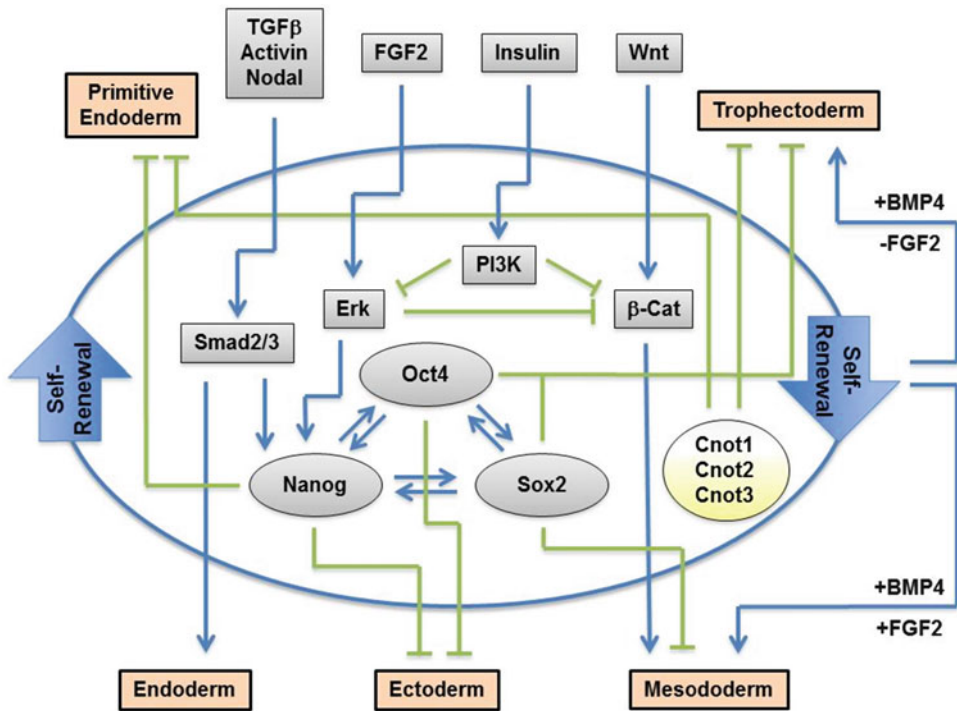 TGFβ
Activin
Nodal
FGF2
Insulin
Wnt
Primitive
Endoderm
Trophectoderm
+BMP4
-FGF2
PI3K
Erk
β-Cat
Smad2/3
Self-
Renewal
Oct4
Self-
Renewal
Cnot1
Cnot2
Cnot3
Nanog
Sox2
+BMP4
+FGF2
Endoderm
Ectoderm
Mesododerm